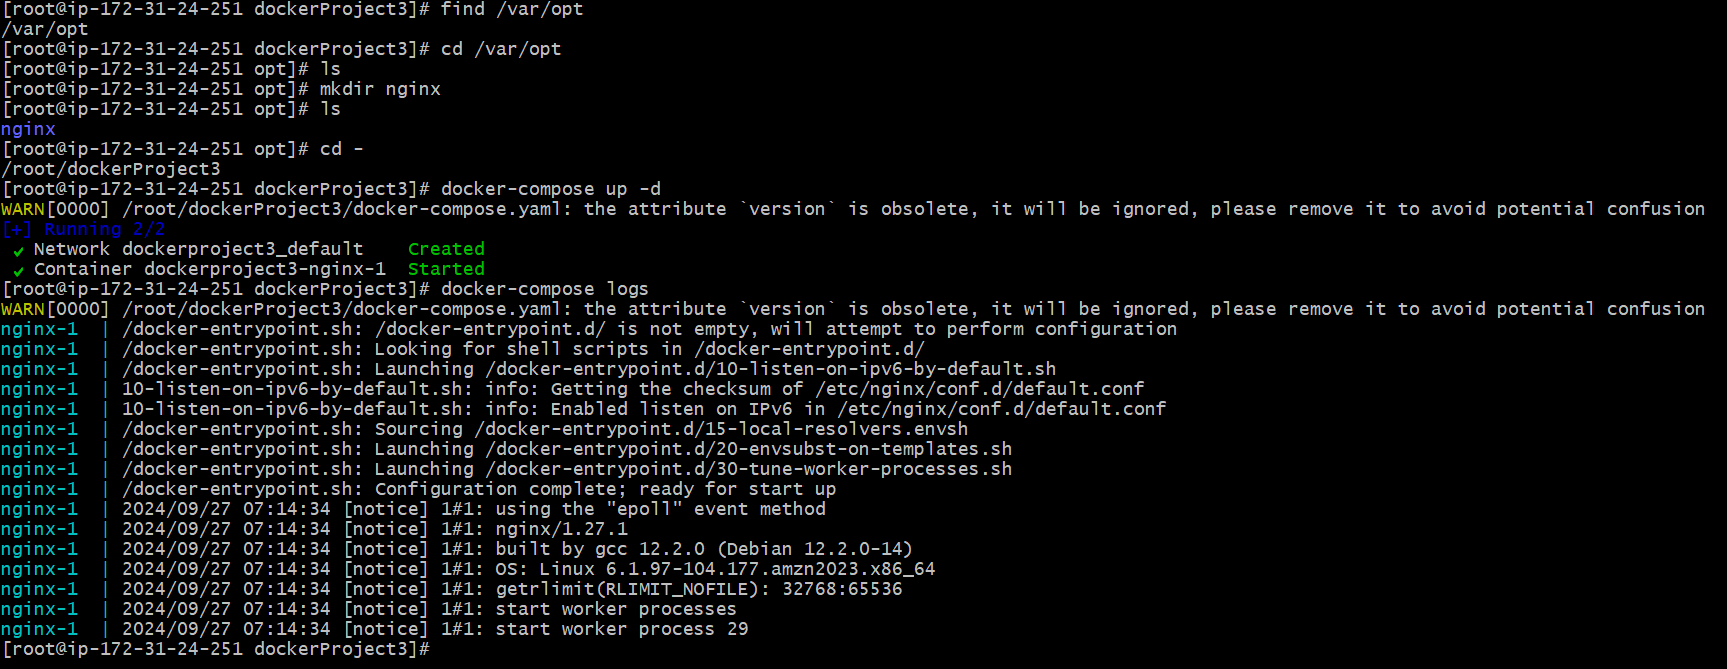 [root@ip-172-31-24-251 dockerProject3]# find /var/opt
/var/opt
[root@ip-172-31-24-251 dockerProject3]# cd /var/opt
[root@ip-172-31-24-251 opt]# ls
[root@ip-172-31-24-251 opt]# mkdir nginx
[root@ip-172-31-24-251 opt]# ls
nginx
[root@ip-172-31-24-251 opt]# cd -
/root/dockerProject3
[root@ip-172-31-24-251 dockerProject3]# docker-compose up -d
WARN[0000] /root/dockerProject3/docker-compose.yaml: the attribute `version` is obsolete, it will be ignored, please remove it to avoid potential confusion
[+] Running 2/2
✔ Network dockerproject3_default    Created
✔ Container dockerproject3-nginx-1  Started
[root@ip-172-31-24-251 dockerProject3]# docker-compose logs
WARN[0000] /root/dockerProject3/docker-compose.yaml: the attribute `version` is obsolete, it will be ignored, please remove it to avoid potential confusion
nginx-1  | /docker-entrypoint.sh: /docker-entrypoint.d/ is not empty, will attempt to perform configuration
nginx-1  | /docker-entrypoint.sh: Looking for shell scripts in /docker-entrypoint.d/
nginx-1  | /docker-entrypoint.sh: Launching /docker-entrypoint.d/10-listen-on-ipv6-by-default.sh
nginx-1  | 10-listen-on-ipv6-by-default.sh: info: Getting the checksum of /etc/nginx/conf.d/default.conf
nginx-1  | 10-listen-on-ipv6-by-default.sh: info: Enabled listen on IPv6 in /etc/nginx/conf.d/default.conf
nginx-1  | /docker-entrypoint.sh: Sourcing /docker-entrypoint.d/15-local-resolvers.envsh
nginx-1  | /docker-entrypoint.sh: Launching /docker-entrypoint.d/20-envsubst-on-templates.sh
nginx-1  | /docker-entrypoint.sh: Launching /docker-entrypoint.d/30-tune-worker-processes.sh
nginx-1  | /docker-entrypoint.sh: Configuration complete; ready for start up
nginx-1  | 2024/09/27 07:14:34 [notice] 1#1: using the "epoll" event method
nginx-1  | 2024/09/27 07:14:34 [notice] 1#1: nginx/1.27.1
nginx-1  | 2024/09/27 07:14:34 [notice] 1#1: built by gcc 12.2.0 (Debian 12.2.0-14)
nginx-1  | 2024/09/27 07:14:34 [notice] 1#1: OS: Linux 6.1.97-104.177.amzn2023.x86_64
nginx-1  | 2024/09/27 07:14:34 [notice] 1#1: getrlimit(RLIMIT_NOFILE): 32768:65536
nginx-1  | 2024/09/27 07:14:34 [notice] 1#1: start worker processes
nginx-1  | 2024/09/27 07:14:34 [notice] 1#1: start worker process 29
[root@ip-172-31-24-251 dockerProject3]#